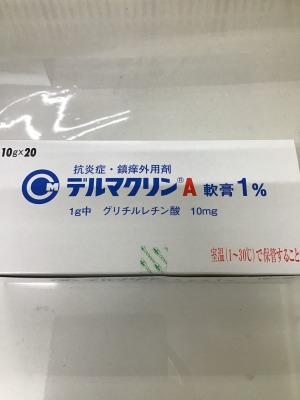 10g×20
抗炎症・鎮痒外用剤
CM デルマクリン®A 軟膏1%
1g中 グリチルレチン酸 10mg
室温(1〜30℃)で保管すること